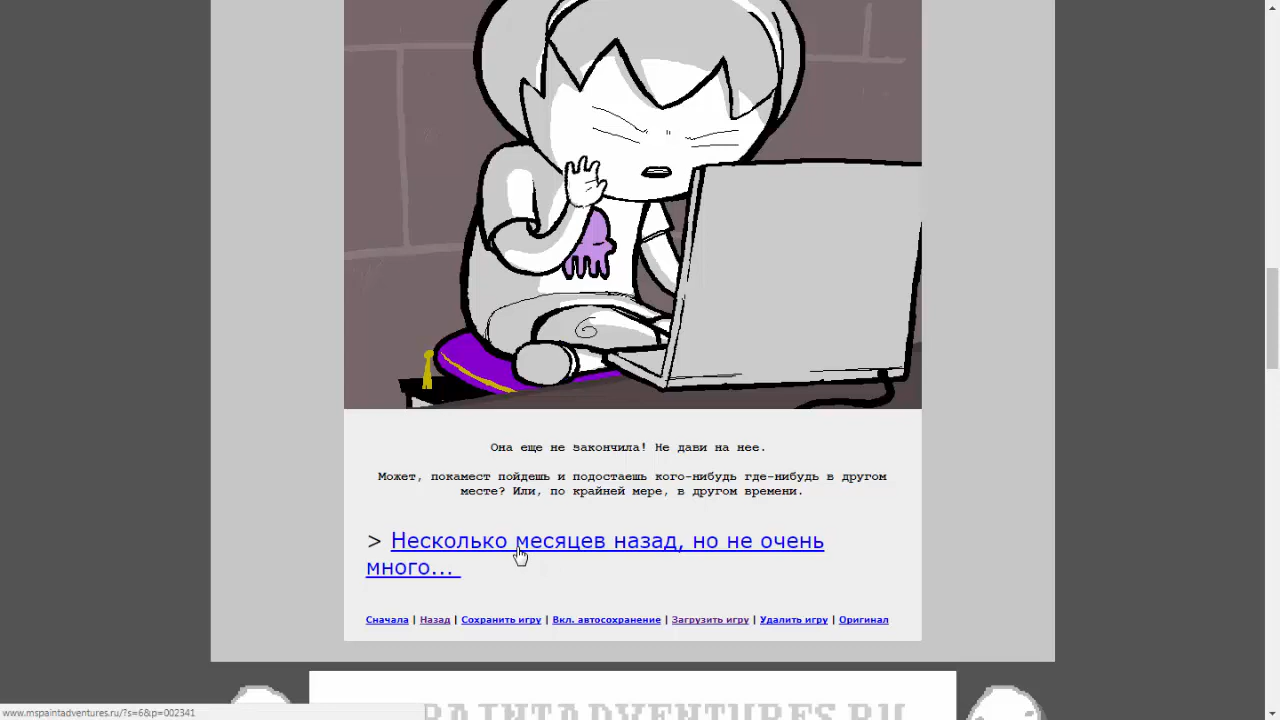 Она еще не закончила! Не дави на нее.
Может, покамест пойдешь и подостаешь кого-нибудь где-нибудь в другом
месте? Или, по крайней мере, в другом времени.
> Несколько месяцев назад, но не очень
много...
Сначала | Назад | Сохранить игру | Вкл. автосохранение | Загрузить игру | Удалить игру | Оригинал
PAINTADVENTURES.RU
www.mspaintadventures.ru/?s=6&p=002341